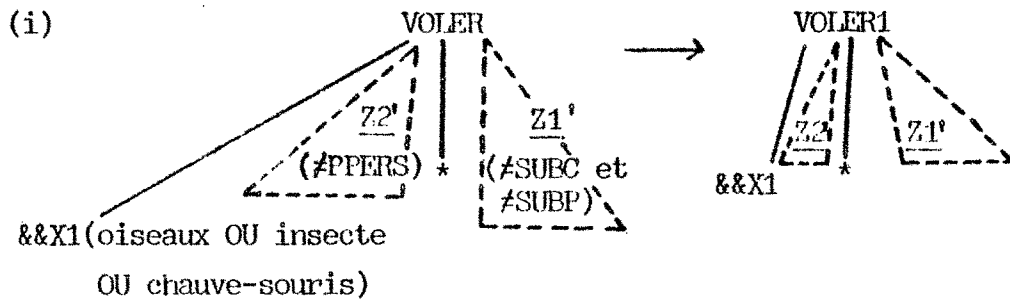 (i) VOLER VOLER1
Z2' Z1' Z2 Z1'
(≠PPERS) * (≠SUBC et *
≠SUBP) &&X1
&&X1(oiseaux OU insecte
OU chauve-souris)